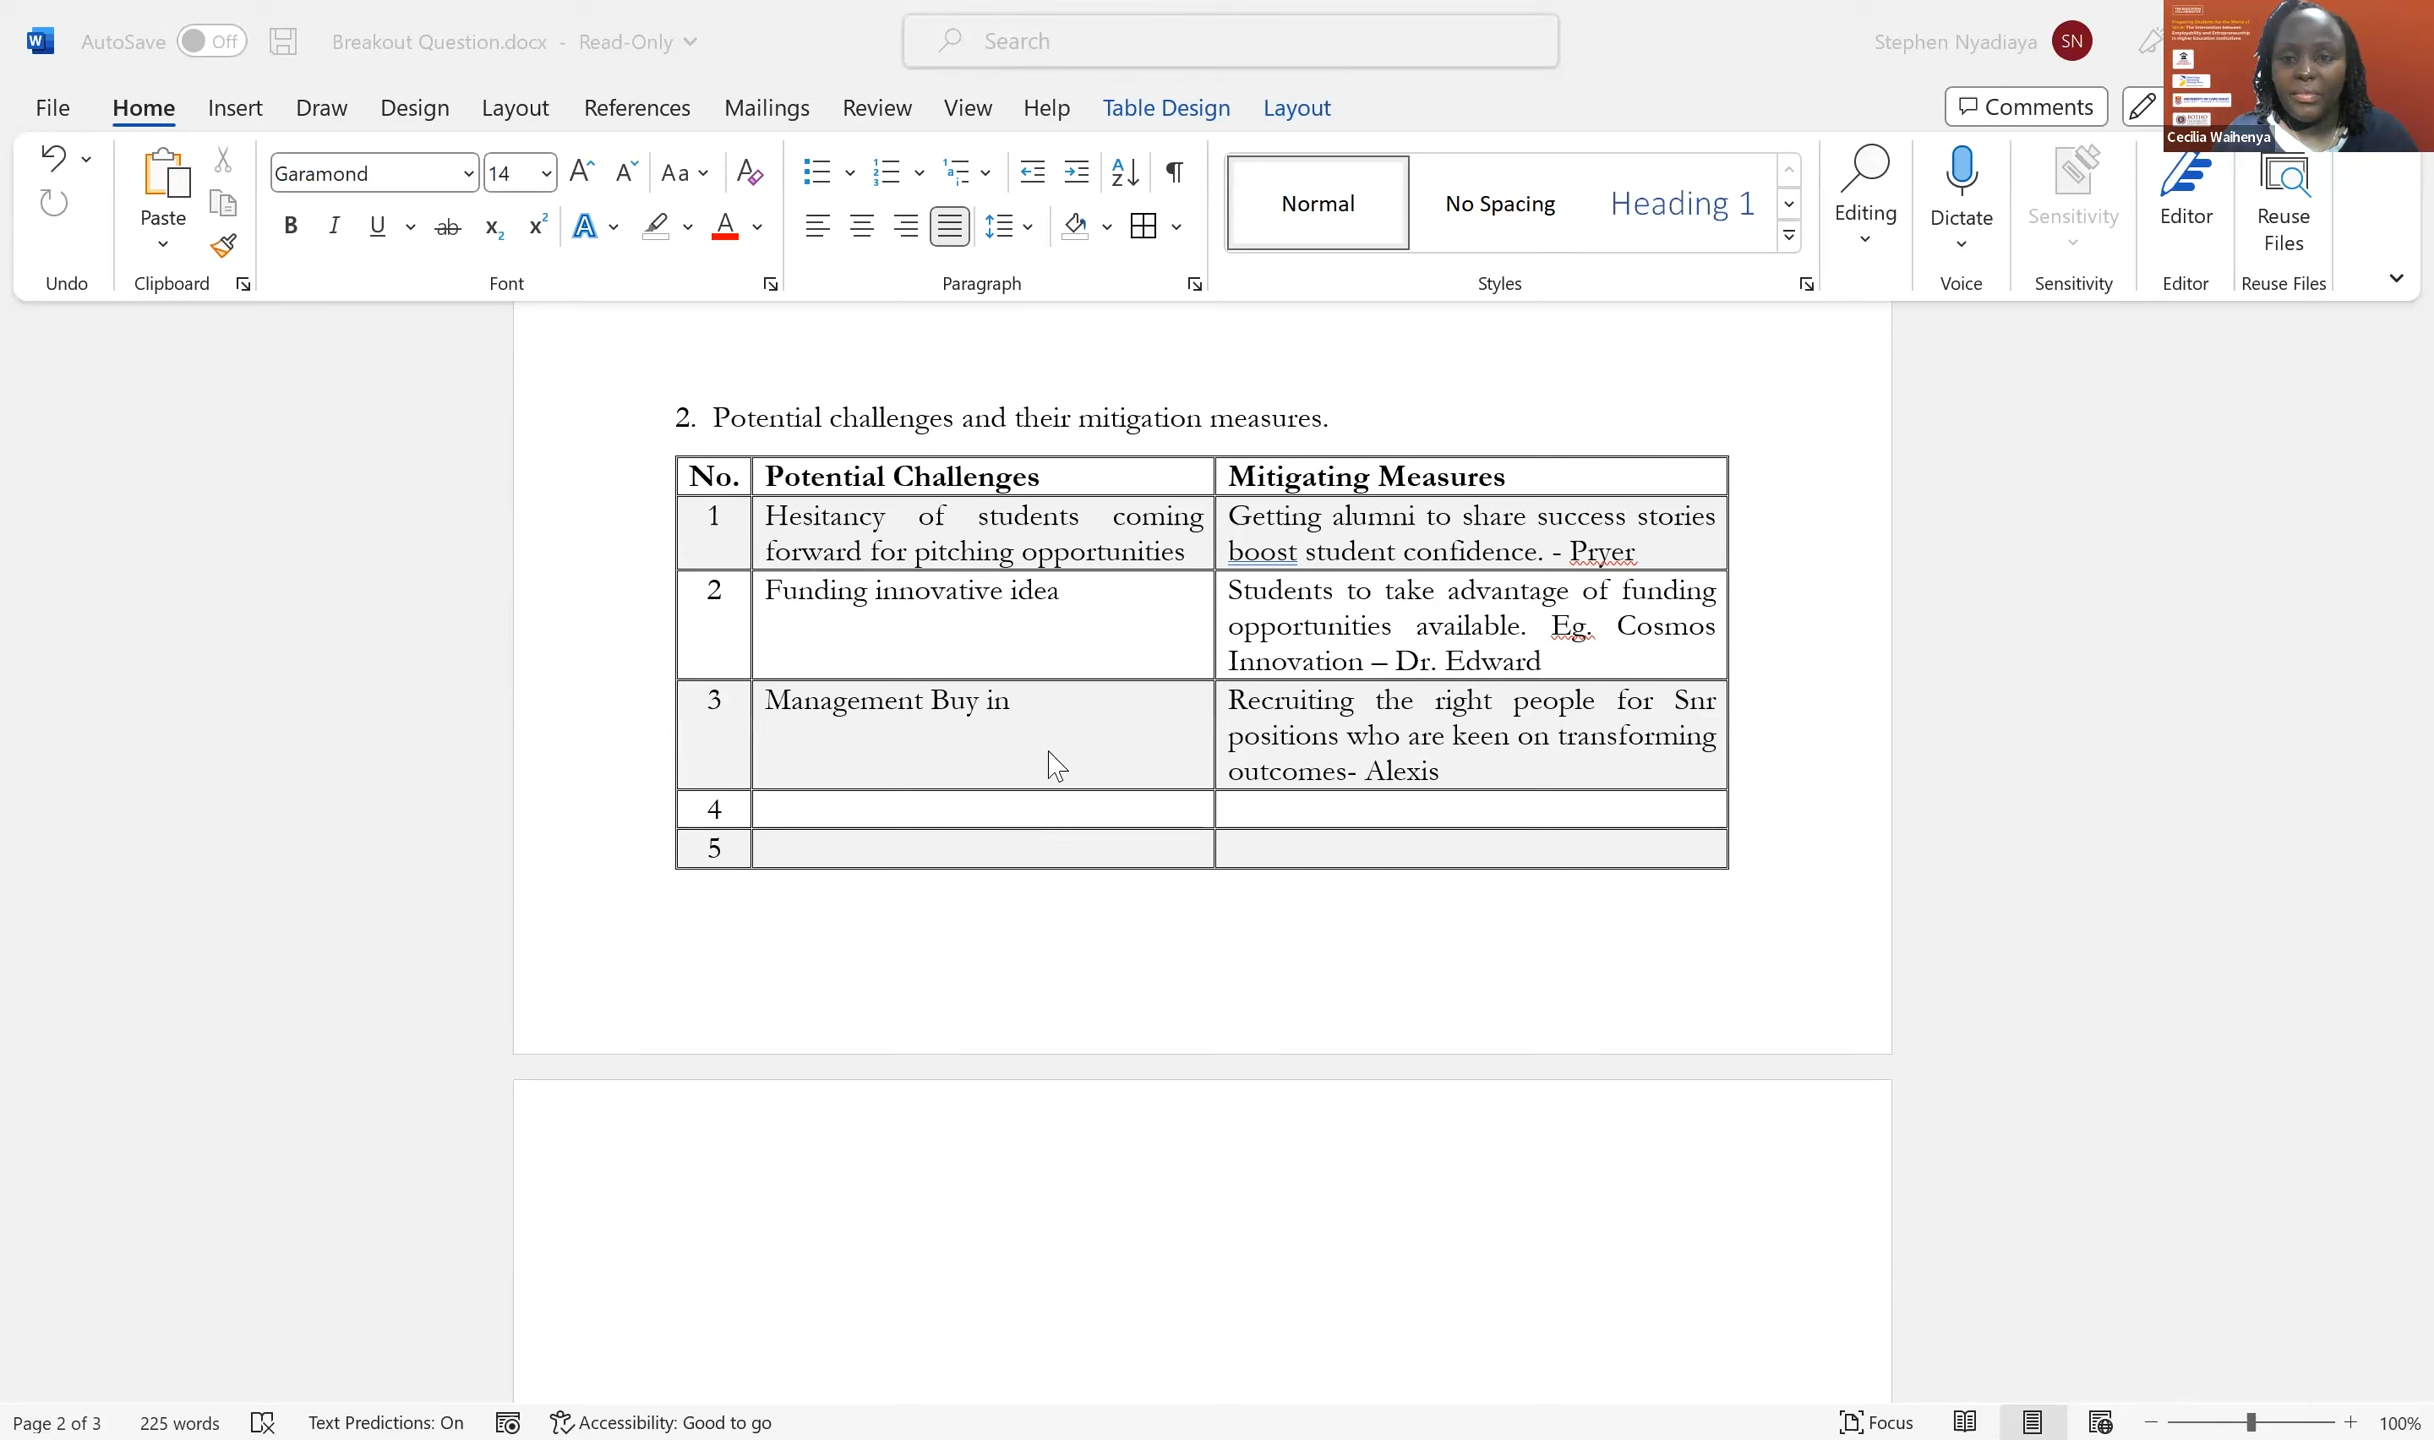 AutoSave Off Breakout Question.docx - Read-Only Search Stephen Nyadiaya SN
File Home Insert Draw Design Layout References Mailings Review View Help Table Design Layout Comments
Cecilia Waihenya
Garamond 14 Aa
Paste
Normal No Spacing Heading 1
Editing Dictate Sensitivity Editor Reuse
Files
Undo Clipboard Font Paragraph Styles Voice Sensitivity Editor Reuse Files
2. Potential challenges and their mitigation measures.
No. Potential Challenges Mitigating Measures
1 Hesitancy of students coming
forward for pitching opportunities
Getting alumni to share success stories
boost student confidence. - Pryer
2 Funding innovative idea
Students to take advantage of funding
opportunities available. Eg. Cosmos
Innovation – Dr. Edward
3 Management Buy in
Recruiting the right people for Snr
positions who are keen on transforming
outcomes- Alexis
4
5
Page 2 of 3 225 words Text Predictions: On Accessibility: Good to go Focus 100%